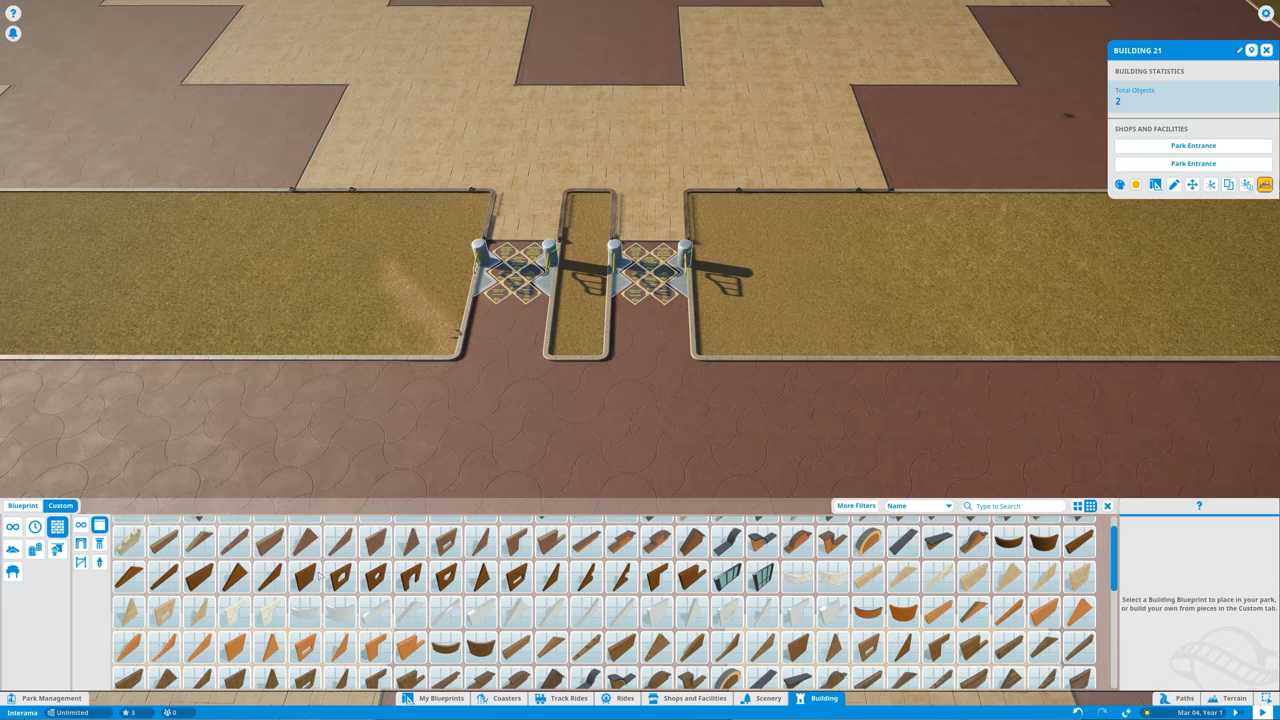 ?
BUILDING 21
BUILDING STATISTICS
Total Objects
2
SHOPS AND FACILITIES
Park Entrance
Park Entrance
Blueprint
Custom
More Filters
Name
Type to Search
?
Select a Building Blueprint to place in your park,
or build your own from pieces in the Custom tab.
Park Management
My Blueprints
Coasters
Track Rides
Rides
Shops and Facilities
Scenery
Building
Paths
Terrain
Interama
Unlimited
3
0
Mar 04, Year 1